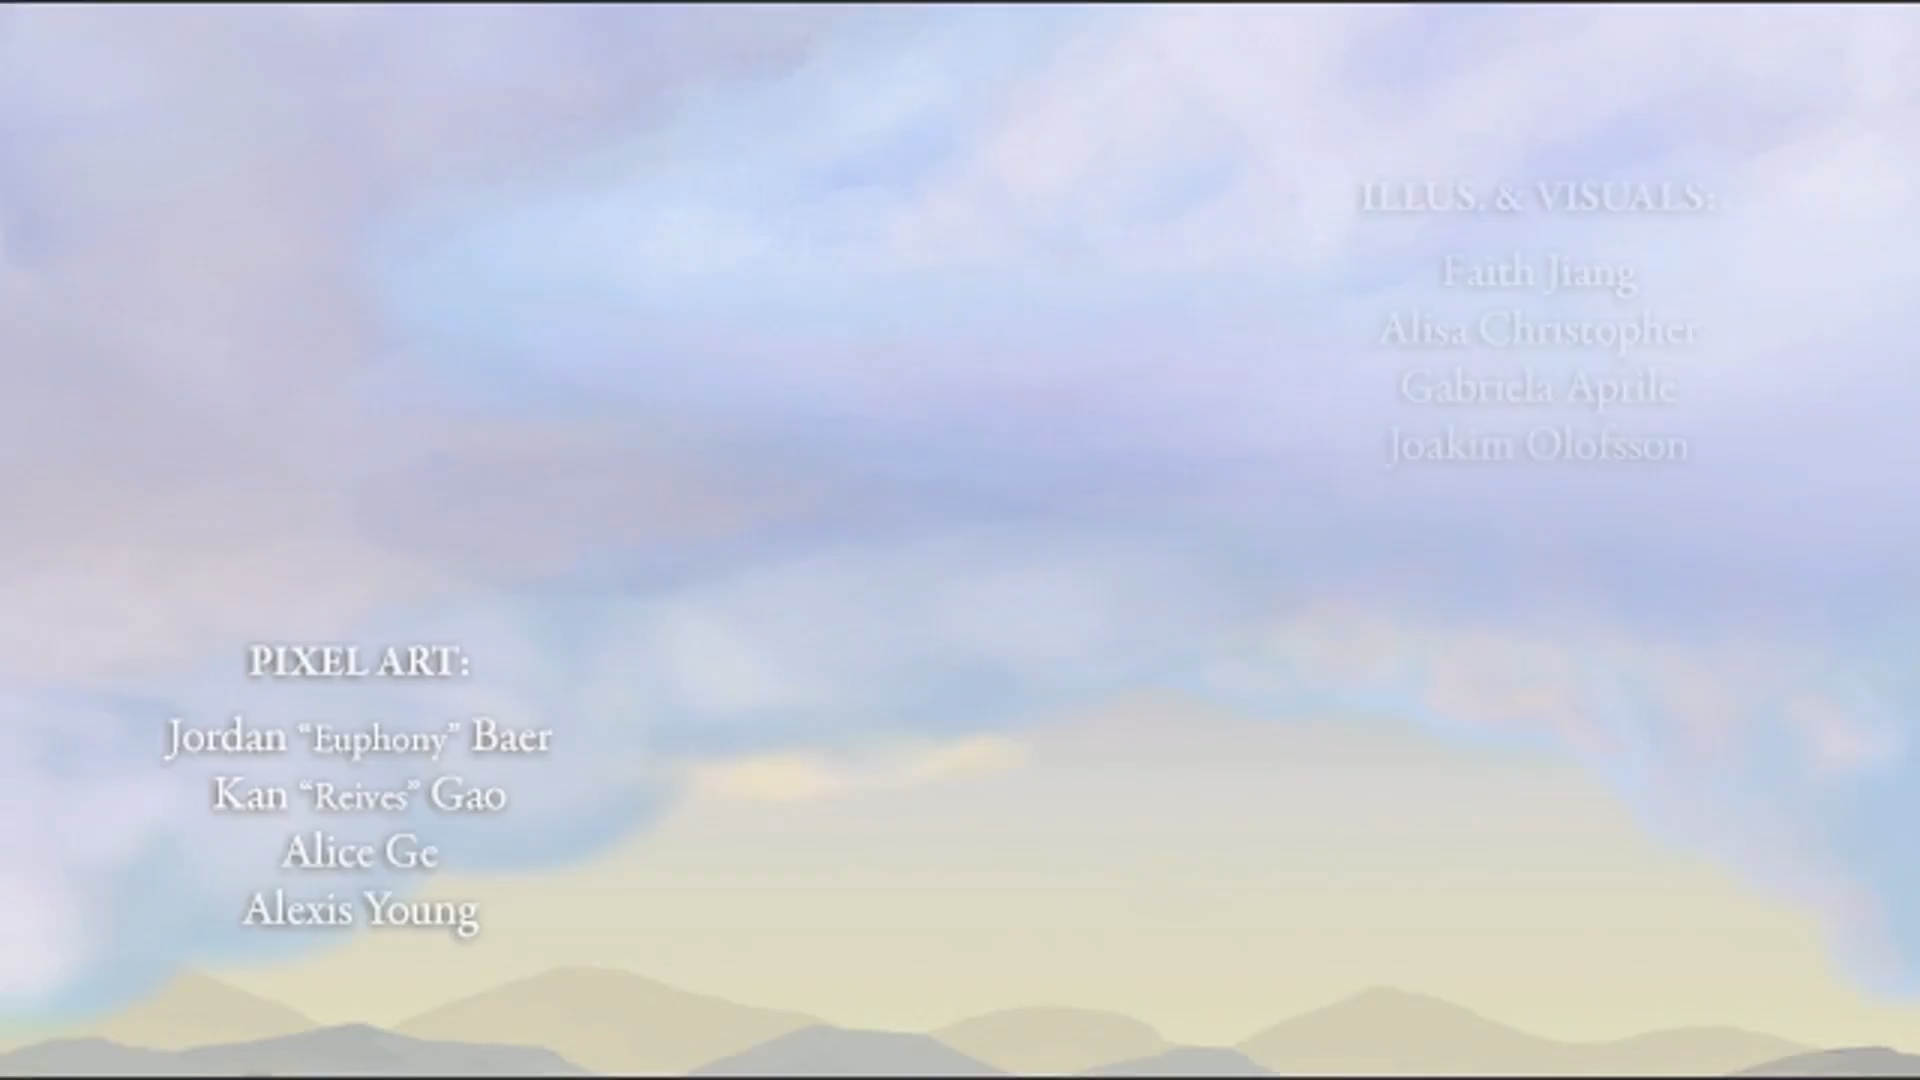 ILLUS. & VISUALS:
Faith Jiang
Alisa Christopher
Gabriela Aprile
Joakim Olofsson
PIXEL ART:
Jordan “Euphony” Baer
Kan “Reives” Gao
Alice Ge
Alexis Young